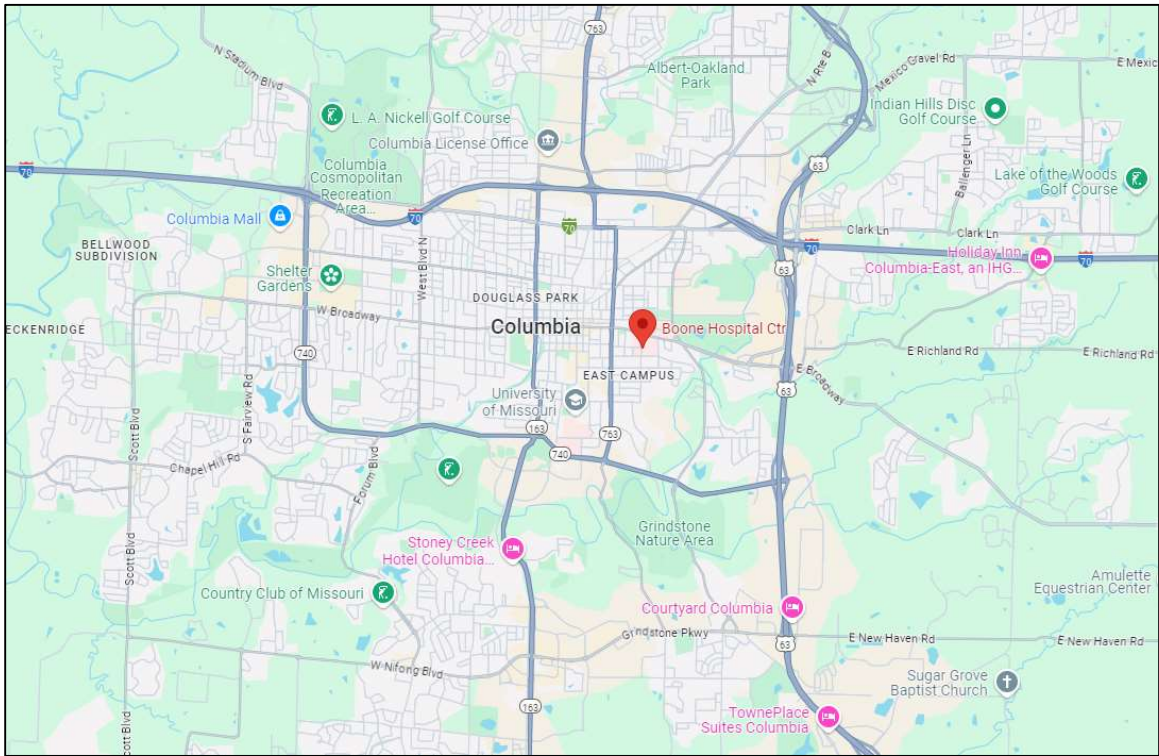 763
N Stadium Blvd
Albert-Oakland
Park
N Rte B
Mexico Gravel Rd
E Mexic
Indian Hills Disc
Golf Course
L. A. Nickell Golf Course
Columbia License Office
Ballenger Ln
63
Columbia
Cosmopolitan
Recreation
Area...
Lake of the Woods
Golf Course
70
Columbia Mall
70
70
Clark Ln
Clark Ln
BELLWOOD
SUBDIVISION
West Blvd N
70
70
63
Holiday Inn
Columbia-East, an IHG...
Shelter
Gardens
DOUGLASS PARK
W Broadway
Columbia
Boone Hospital Ctr
ECKENRIDGE
740
E Richland Rd
E Richland Rd
E Broadway
EAST CAMPUS
63
S Fairview Rd
University
of Missouri
Scott Blvd
163
763
740
Chapel Hill Rd
Forum Blvd
Grindstone
Nature Area
Stoney Creek
Hotel Columbia...
Scott Blvd
Amulette
Equestrian Center
Country Club of Missouri
Courtyard Columbia
Grindstone Pkwy
63
E New Haven Rd
E New Haven Rd
W Nifong Blvd
Sugar Grove
Baptist Church
163
TownePlace
Suites Columbia
cott Blvd